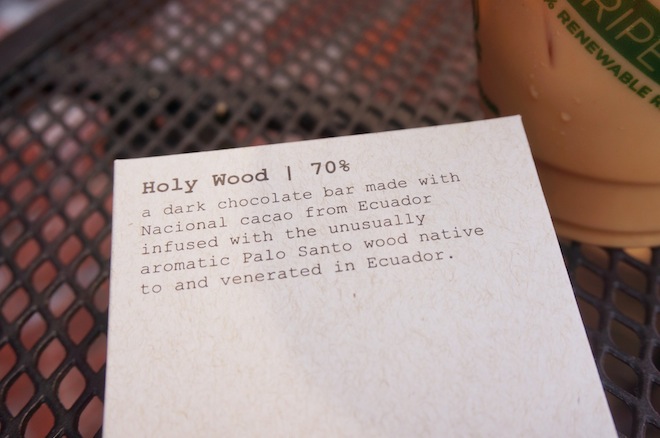 Holy Wood | 70%
a dark chocolate bar made with
Nacional cacao from Ecuador
infused with the unusually
aromatic Palo Santo wood native
to and venerated in Ecuador.
RENEWABLE